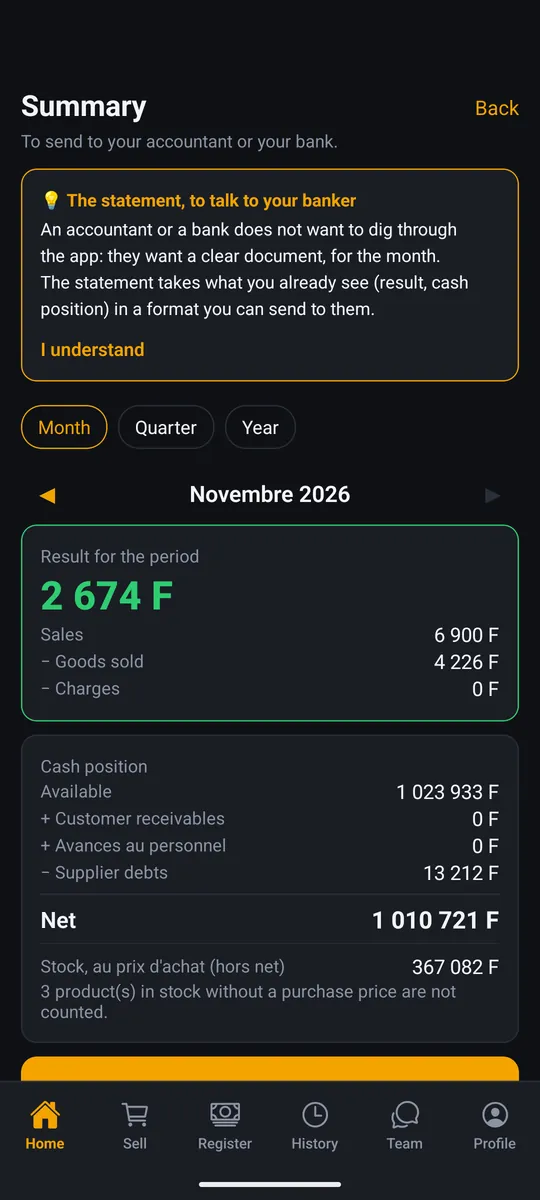 Summary
Back
To send to your accountant or your bank.
💡 The statement, to talk to your banker
An accountant or a bank does not want to dig through
the app: they want a clear document, for the month.
The statement takes what you already see (result, cash
position) in a format you can send to them.
I understand
Month Quarter Year
◀ Novembre 2026 ▶
Result for the period
2 674 F
Sales 6 900 F
− Goods sold 4 226 F
− Charges 0 F
Cash position
Available 1 023 933 F
+ Customer receivables 0 F
+ Avances au personnel 0 F
− Supplier debts 13 212 F
Net 1 010 721 F
Stock, au prix d'achat (hors net) 367 082 F
3 product(s) in stock without a purchase price are not
counted.
Home Sell Register History Team Profile